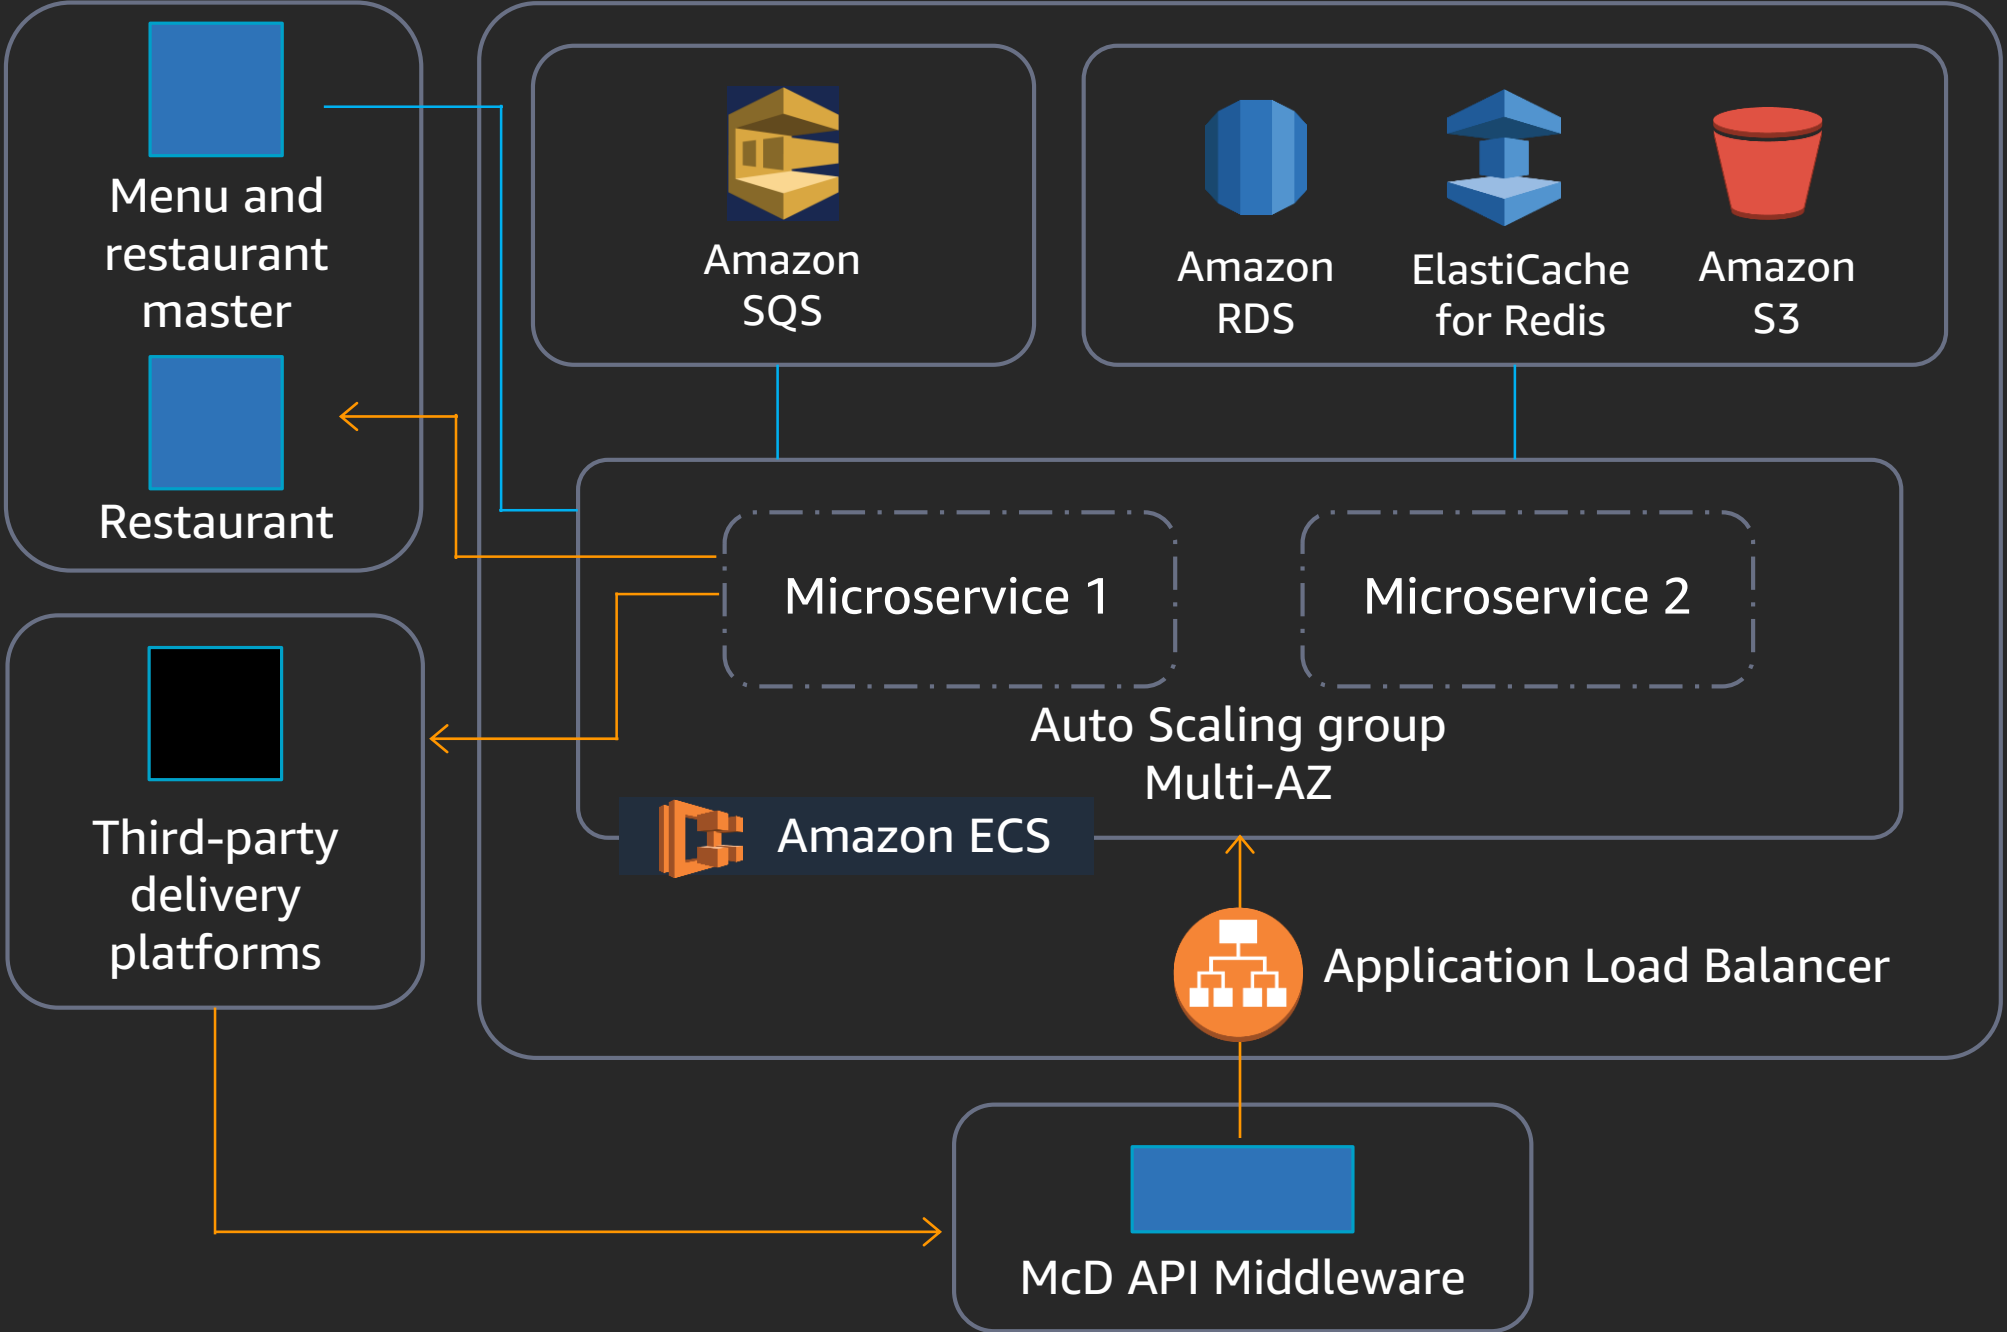 Menu and
restaurant
master
Restaurant
Third-party
delivery
platforms
Amazon
SQS
Amazon
RDS
ElastiCache
for Redis
Amazon
S3
Microservice 1
Microservice 2
Auto Scaling group
Multi-AZ
Amazon ECS
Application Load Balancer
McD API Middleware